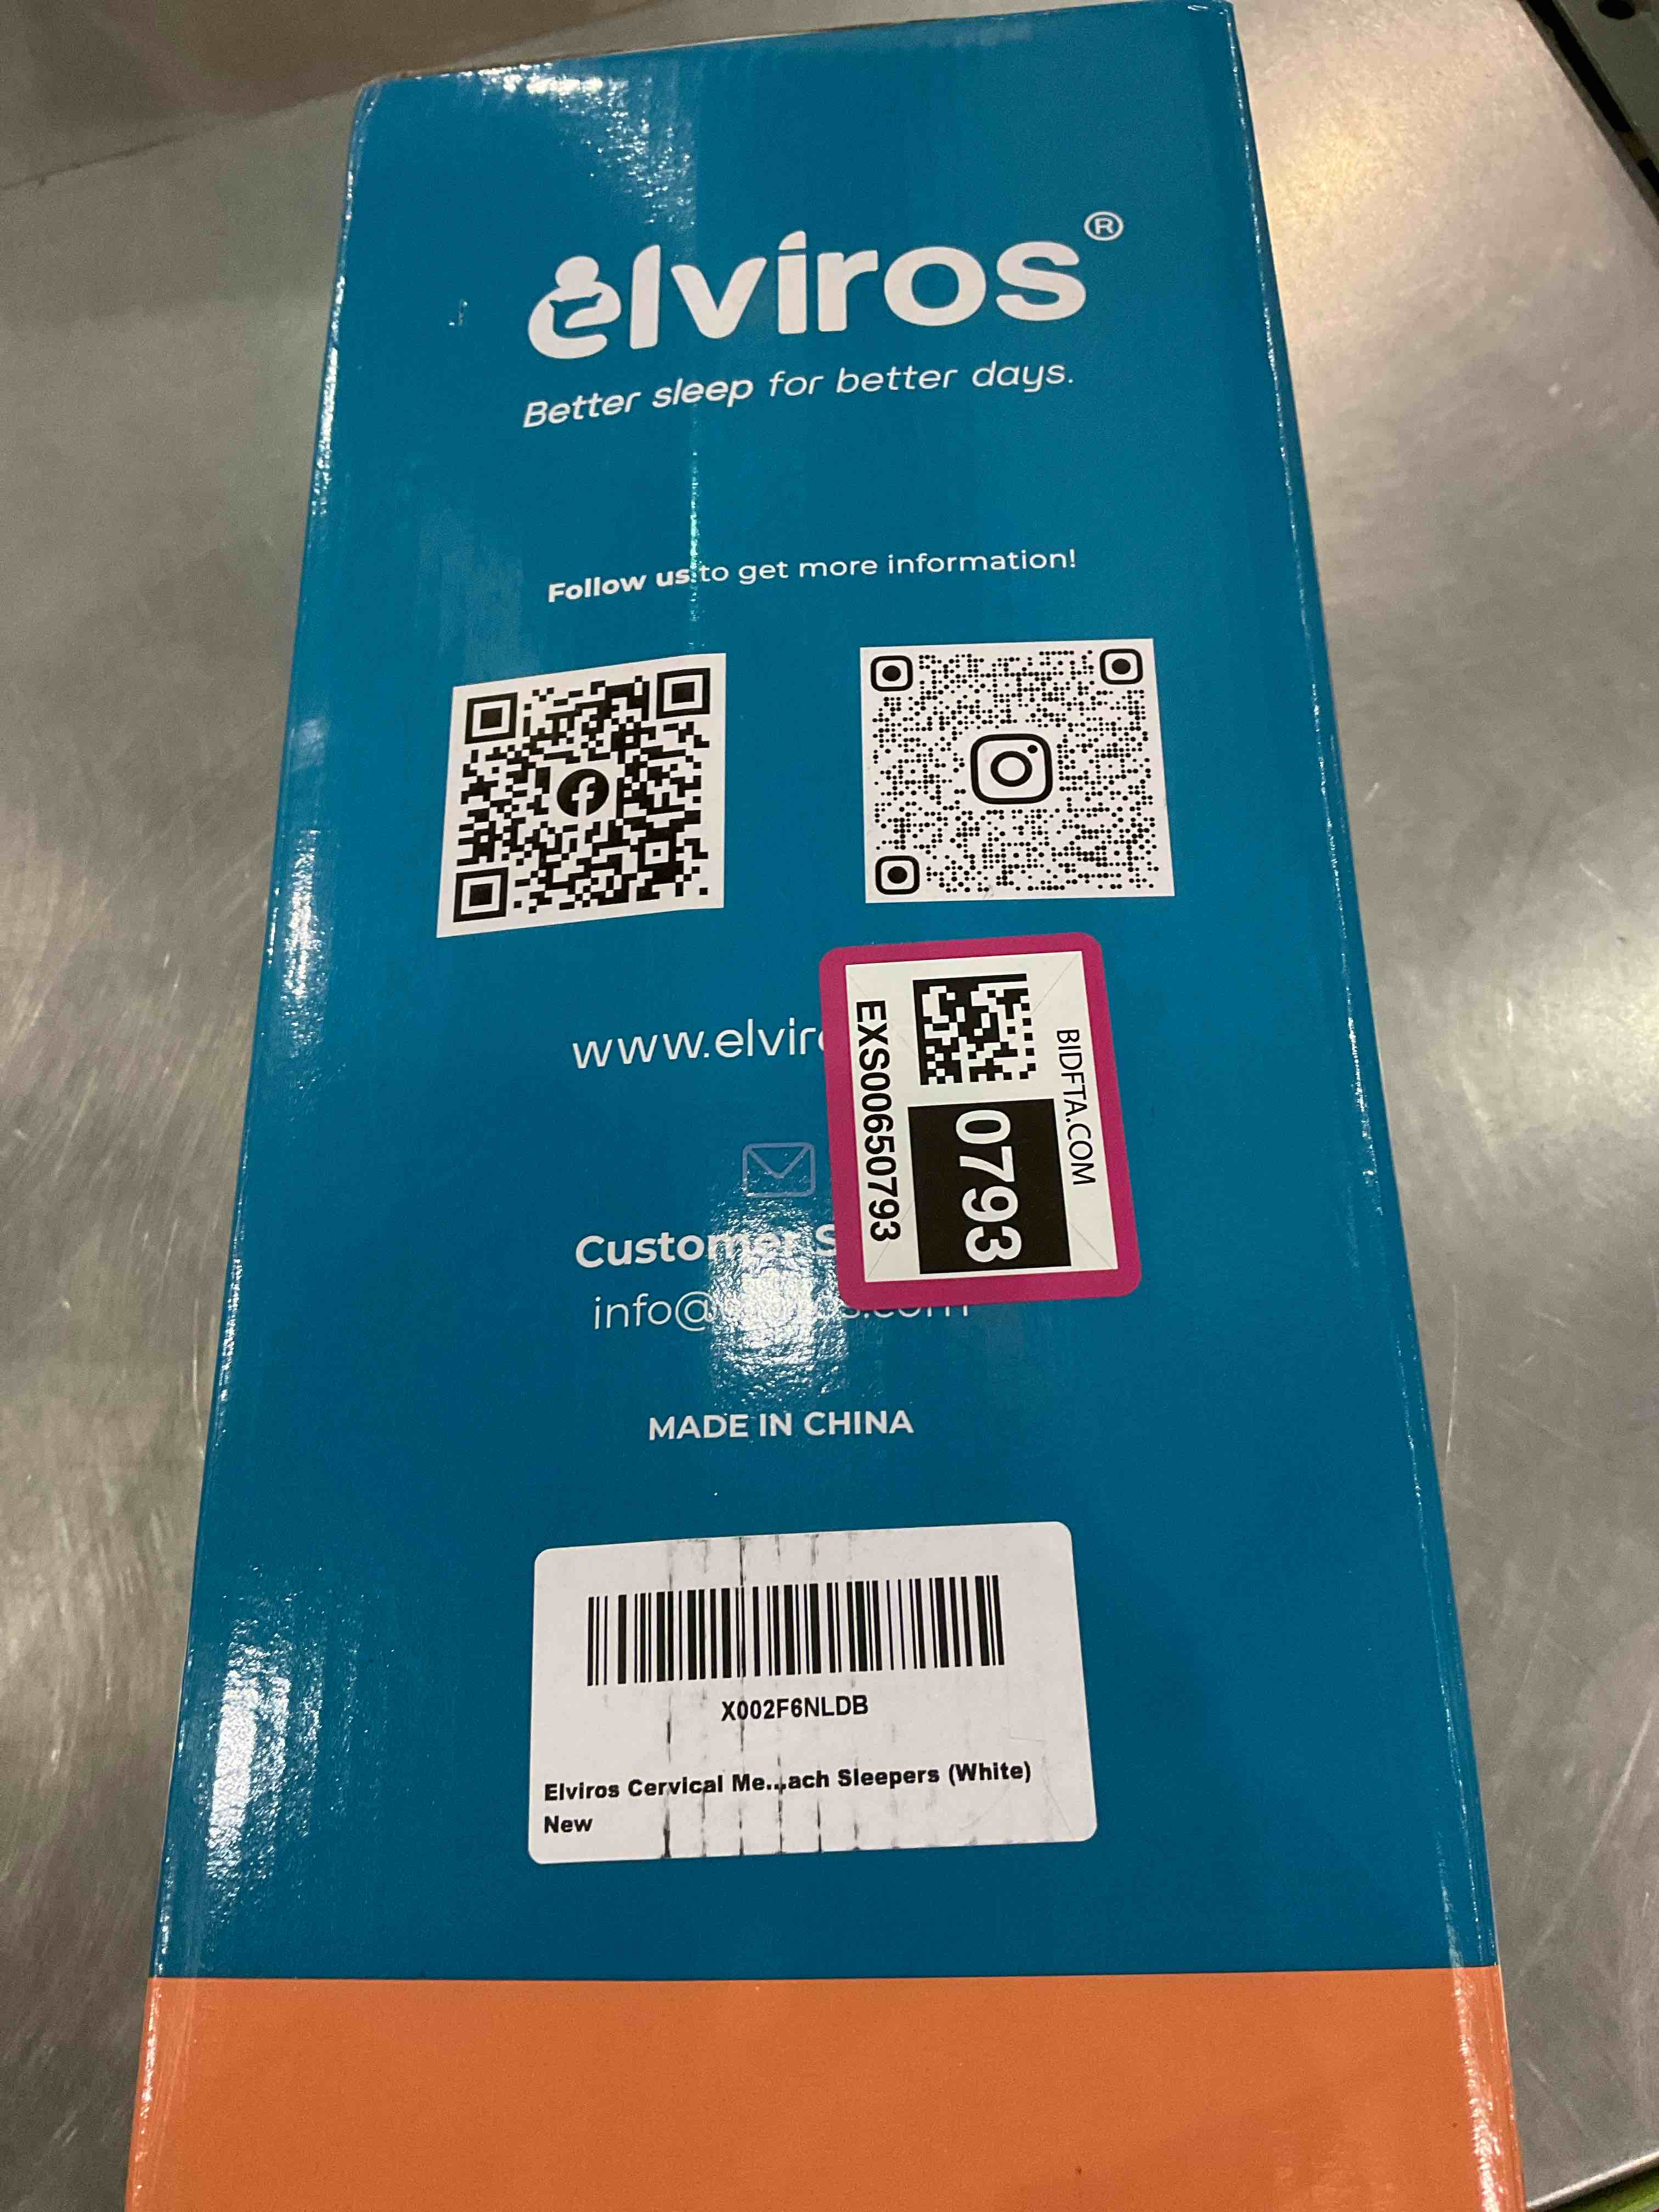 elviros®
Better sleep for better days.
Follow us to get more information!
www.elvir
BIDFTA.COM
0793
EXS00650793
Customer S
info@
MADE IN CHINA
X002F6NLDB
Elviros Cervical Me...ach Sleepers (White)
New